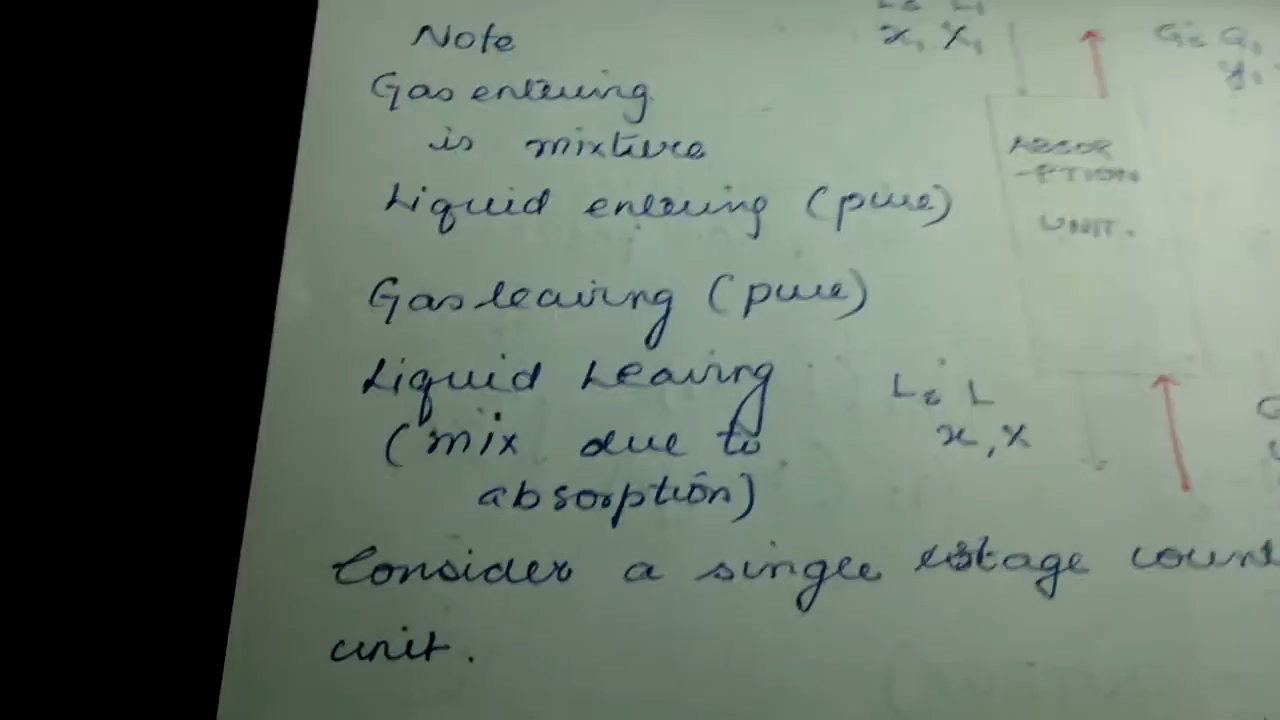 Note
Gas entering
is mixture
Liquid entering (pure)
Gas leaving (pure)
Liquid Leaving
(mix due to
absorption)
Consider a single stage
unit.
x, X,
ABSOR
-PTION
UNIT.
Ls L
x, X